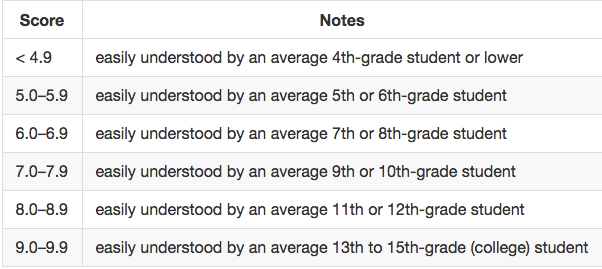 Score Notes
< 4.9 easily understood by an average 4th-grade student or lower
5.0–5.9 easily understood by an average 5th or 6th-grade student
6.0–6.9 easily understood by an average 7th or 8th-grade student
7.0–7.9 easily understood by an average 9th or 10th-grade student
8.0–8.9 easily understood by an average 11th or 12th-grade student
9.0–9.9 easily understood by an average 13th to 15th-grade (college) student